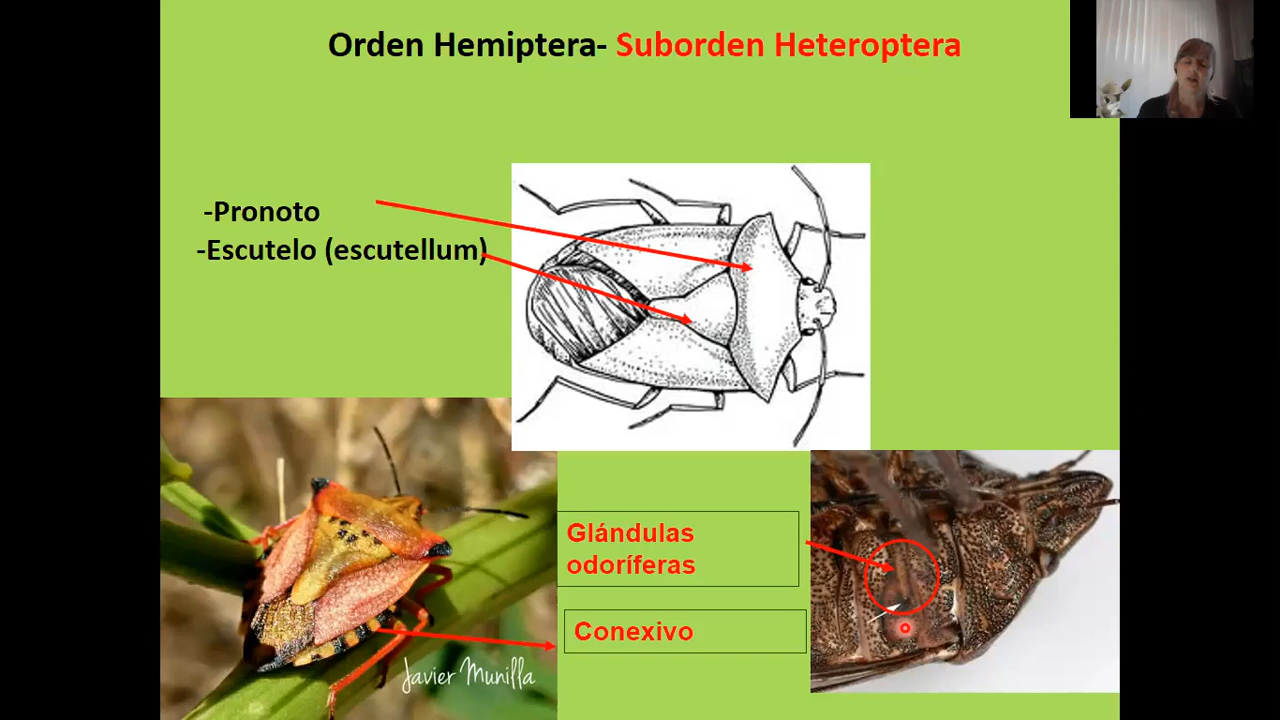 Orden Hemiptera- Suborden Heteroptera
-Pronoto
-Escutelo (escutellum)
Glándulas
odoríferas
Conexivo
Javier Munilla